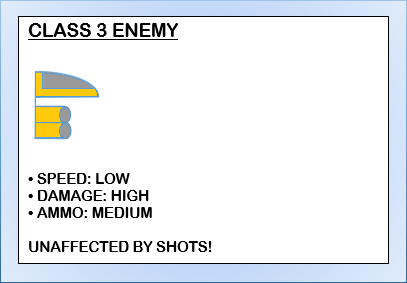 CLASS 3 ENEMY
• SPEED: LOW
• DAMAGE: HIGH
• AMMO: MEDIUM
UNAFFECTED BY SHOTS!